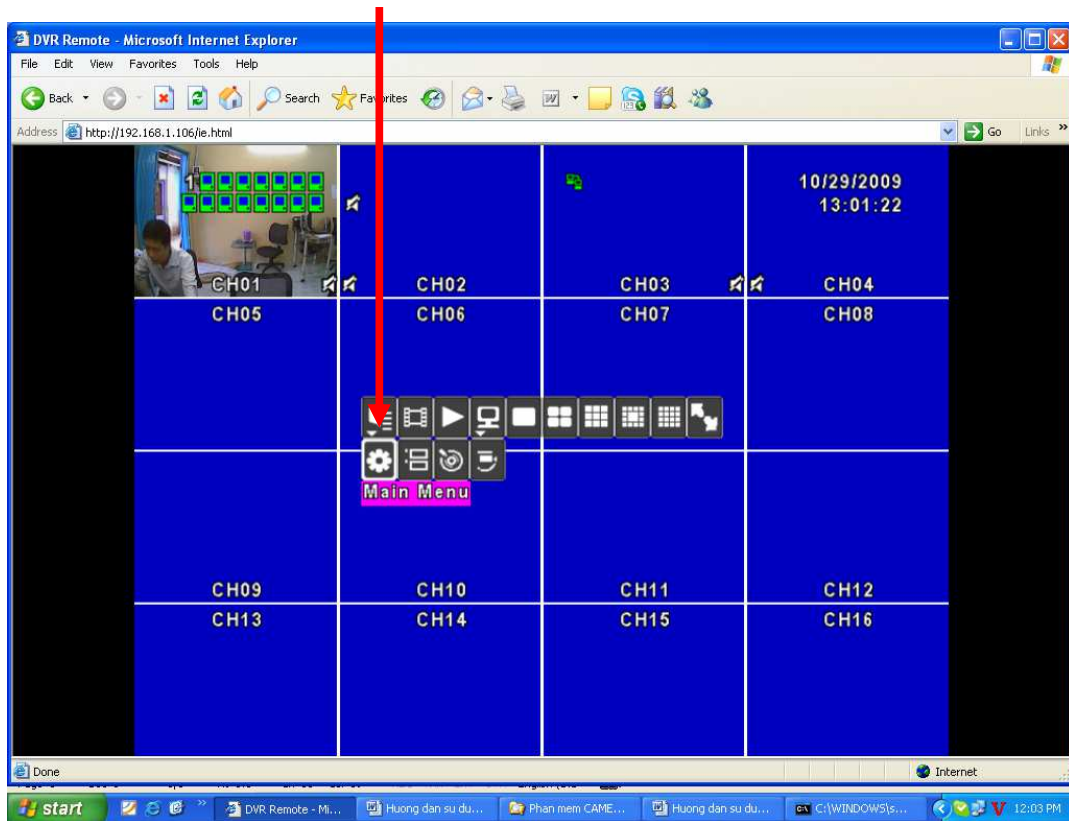 DVR Remote - Microsoft Internet Explorer
File Edit View Favorites Tools Help
Back Search Favorites
Address http://192.168.1.106/ie.html Go Links »
1
10/29/2009
13:01:22
CH01 CH02 CH03 CH04
CH05 CH06 CH07 CH08
Main Menu
CH09 CH10 CH11 CH12
CH13 CH14 CH15 CH16
Done Internet
start » DVR Remote - Mi... Huong dan su du... Phan mem CAME... Huong dan su du... C:\WINDOWS\s... V 12:03 PM